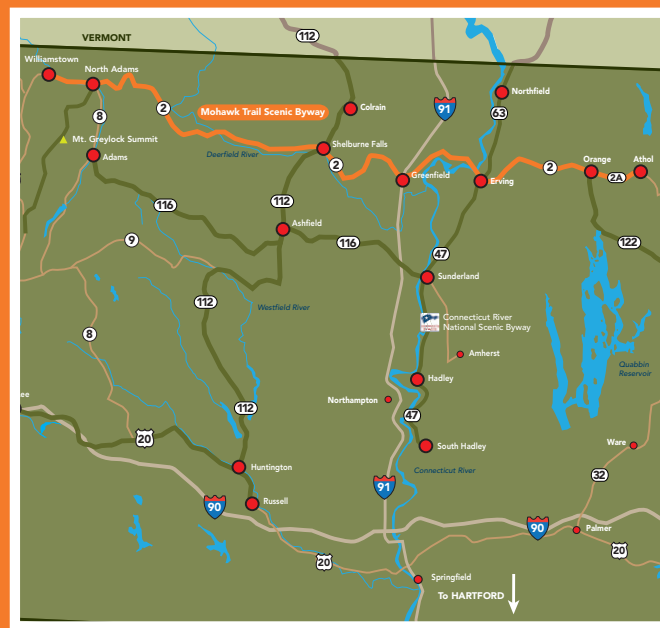 VERMONT
112
Williamstown
North Adams
91
Northfield
63
8
2
Mohawk Trail Scenic Byway
Colrain
Mt. Greylock Summit
Adams
Deerfield River
Shelburne Falls
2
Greenfield
Erving
2
Orange
Athol
2A
116
112
9
Ashfield
116
47
122
Sunderland
112
Westfield River
Connecticut River
National Scenic Byway
8
Amherst
Quabbin
Reservoir
ee
Hadley
Northampton
112
47
20
South Hadley
Ware
Huntington
Connecticut River
32
91
90
Russell
90
Palmer
20
20
Springfield
To HARTFORD